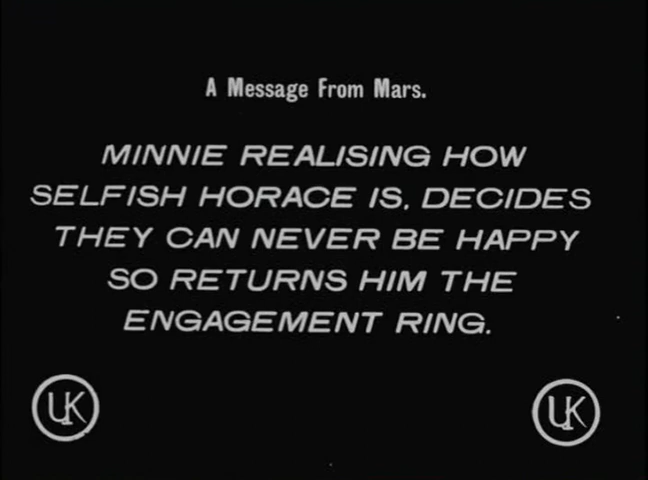 A Message From Mars.
MINNIE REALISING HOW
SELFISH HORACE IS, DECIDES
THEY CAN NEVER BE HAPPY
SO RETURNS HIM THE
ENGAGEMENT RING.
UK UK